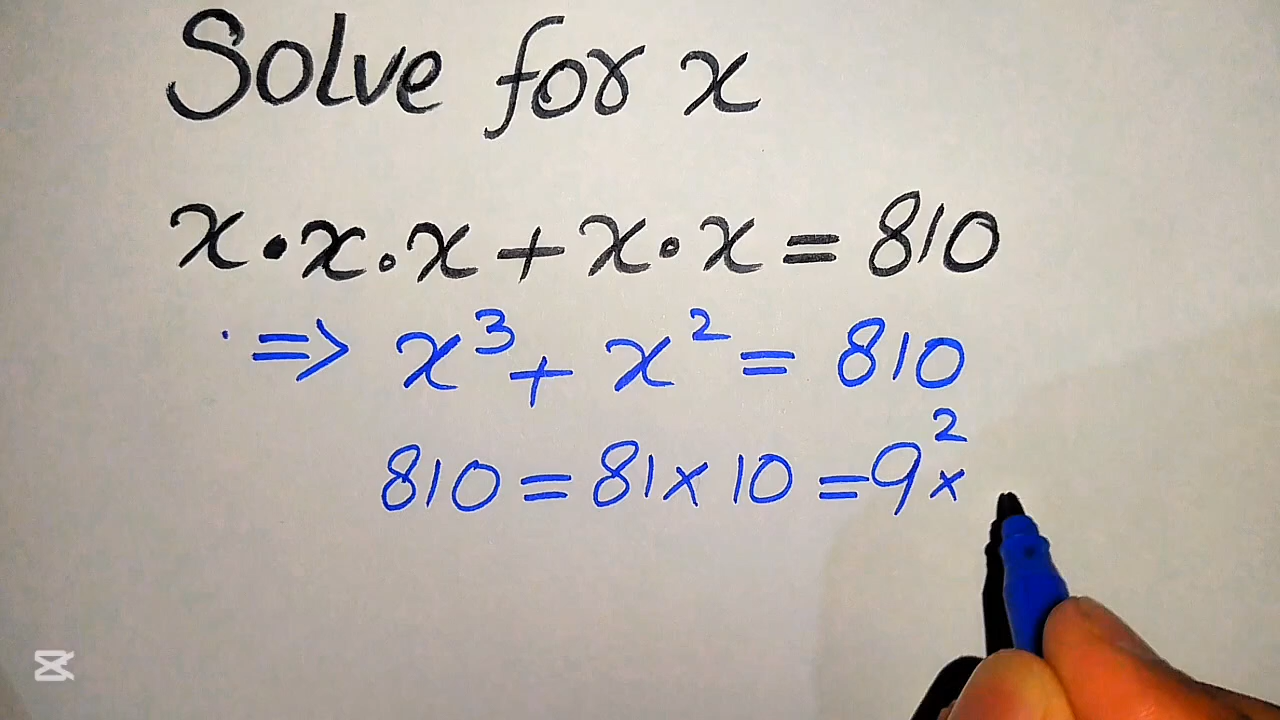 Solve for x
x·x·x+x·x=810
⇒ x³+ x²=810
810=81×10=9²×